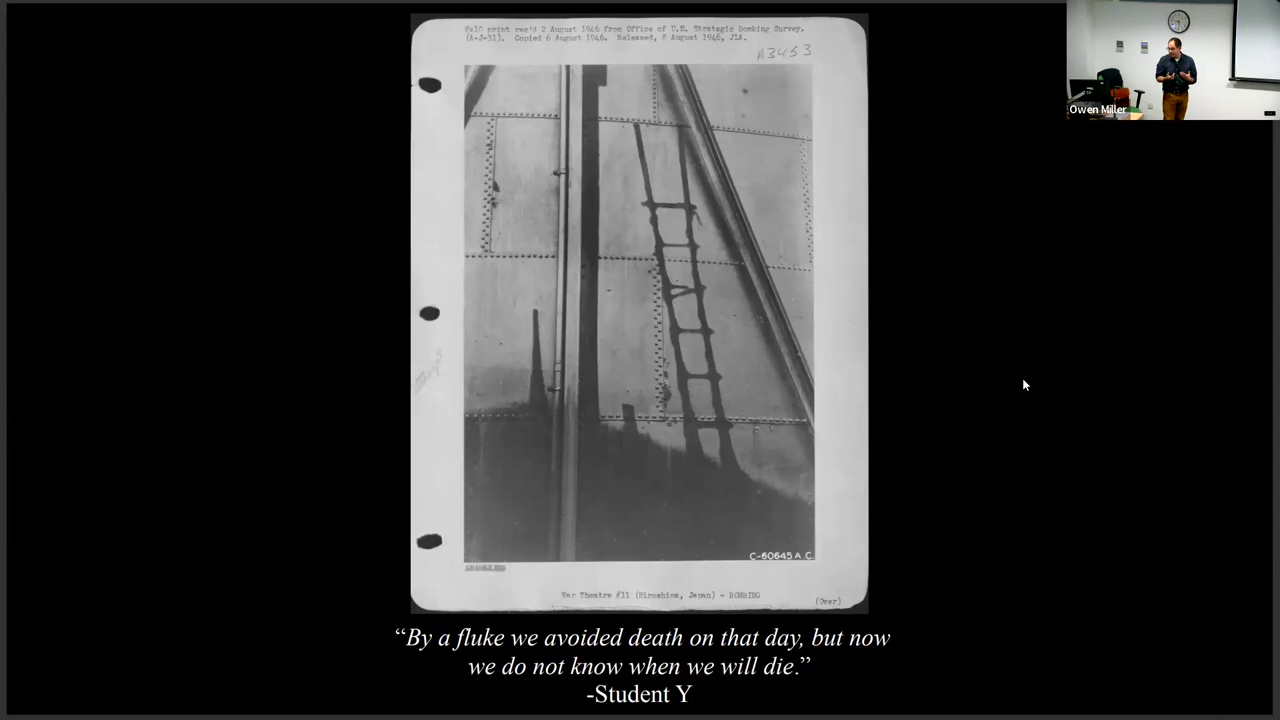 8x10 print rec'd 2 August 1946 from Office of U.S. Strategic Bombing Survey.
(A-J-31). Copied 6 August 1946. Released, 8 August 1946, JIA.
A3453
Owen Miller
C-60645 A.C.
War Theatre #11 (Hiroshima, Japan) - BOMBING
(Over)
“By a fluke we avoided death on that day, but now
we do not know when we will die.”
-Student Y